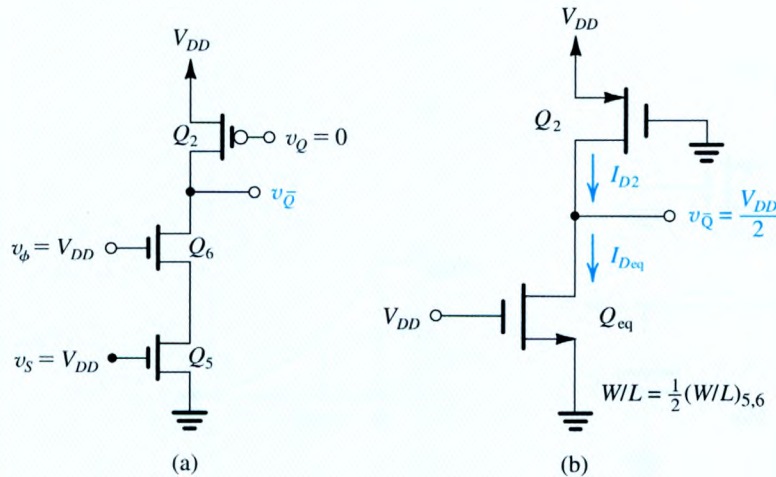 V_DD
Q_2
v_Q = 0
v_Q̄
v_ϕ = V_DD
Q_6
v_S = V_DD
Q_5
(a)
V_DD
Q_2
I_D2
v_Q̄ = V_DD/2
I_Deq
V_DD
Q_eq
W/L = ½(W/L)_5,6
(b)